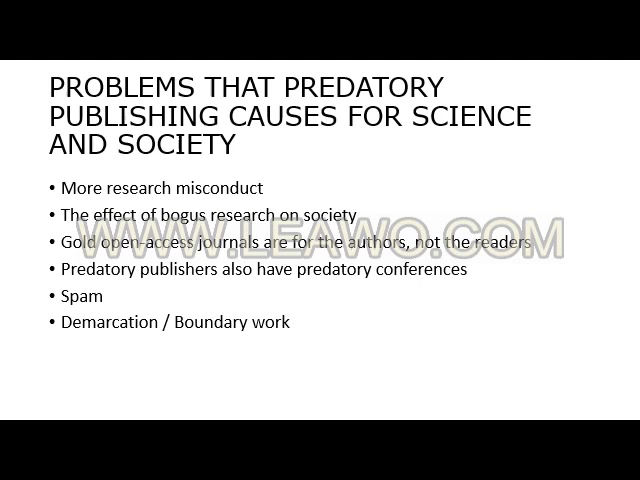 PROBLEMS THAT PREDATORY
PUBLISHING CAUSES FOR SCIENCE
AND SOCIETY
• More research misconduct
• The effect of bogus research on society
WWW.LEAWO.COM
• Gold open-access journals are for the authors, not the readers
• Predatory publishers also have predatory conferences
• Spam
• Demarcation / Boundary work